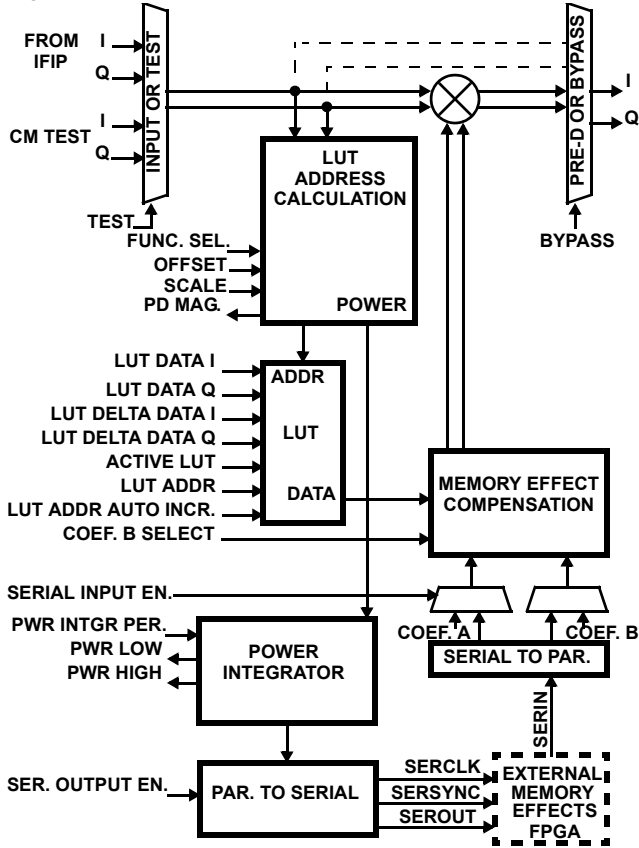 FROM
IFIP
I
Q
CM TEST
I
Q
INPUT OR TEST
TEST
PRE-D OR BYPASS
I
Q
BYPASS
LUT
ADDRESS
CALCULATION
POWER
FUNC. SEL.
OFFSET
SCALE
PD MAG.
LUT DATA I
LUT DATA Q
LUT DELTA DATA I
LUT DELTA DATA Q
ACTIVE LUT
LUT ADDR
LUT ADDR AUTO INCR.
COEF. B SELECT
ADDR
LUT
DATA
MEMORY EFFECT
COMPENSATION
SERIAL INPUT EN.
COEF. A
COEF. B
SERIAL TO PAR.
PWR INTGR PER.
PWR LOW
PWR HIGH
POWER
INTEGRATOR
SERIN
SER. OUTPUT EN.
PAR. TO SERIAL
SERCLK
SERSYNC
SEROUT
EXTERNAL
MEMORY
EFFECTS
FPGA